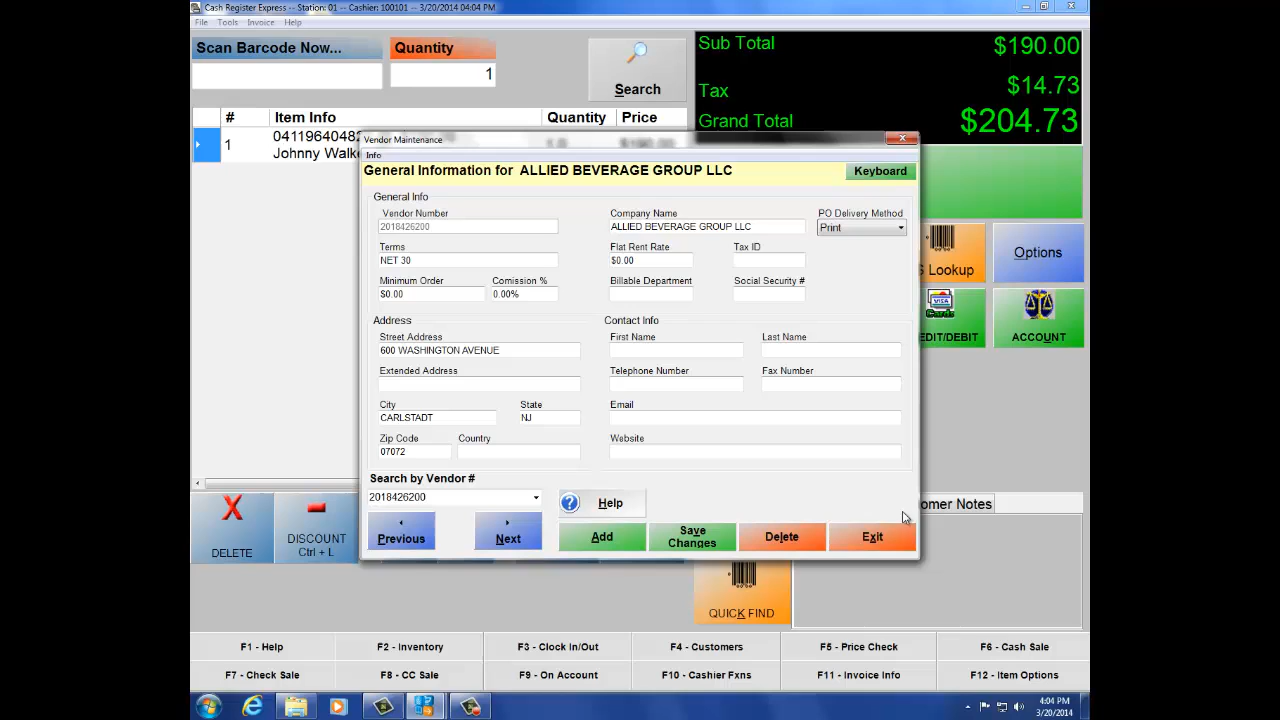 Cash Register Express -- Station: 01 -- Cashier: 100101 -- 3/20/2014 04:04 PM
File Tools Invoice Help
Scan Barcode Now... Quantity
1
Search
Sub Total $190.00
Tax $14.73
Grand Total $204.73
# Item Info Quantity Price
1 04119640482
Johnny Walke
Vendor Maintenance
Info
General Information for ALLIED BEVERAGE GROUP LLC
Keyboard
General Info
Vendor Number Company Name PO Delivery Method
2018426200 ALLIED BEVERAGE GROUP LLC Print
Terms Flat Rent Rate Tax ID
NET 30 $0.00
Minimum Order Comission % Billable Department Social Security #
$0.00 0.00%
Address Contact Info
Street Address First Name Last Name
600 WASHINGTON AVENUE
Extended Address Telephone Number Fax Number
City State Email
CARLSTADT NJ
Zip Code Country Website
07072
Search by Vendor #
2018426200
Help
Previous Next Add Save Changes Delete Exit
Lookup
Options
EDIT/DEBIT
ACCOUNT
omer Notes
DELETE
DISCOUNT
Ctrl + L
QUICK FIND
F1 - Help F2 - Inventory F3 - Clock In/Out F4 - Customers F5 - Price Check F6 - Cash Sale
F7 - Check Sale F8 - CC Sale F9 - On Account F10 - Cashier Fxns F11 - Invoice Info F12 - Item Options
4:04 PM
3/20/2014